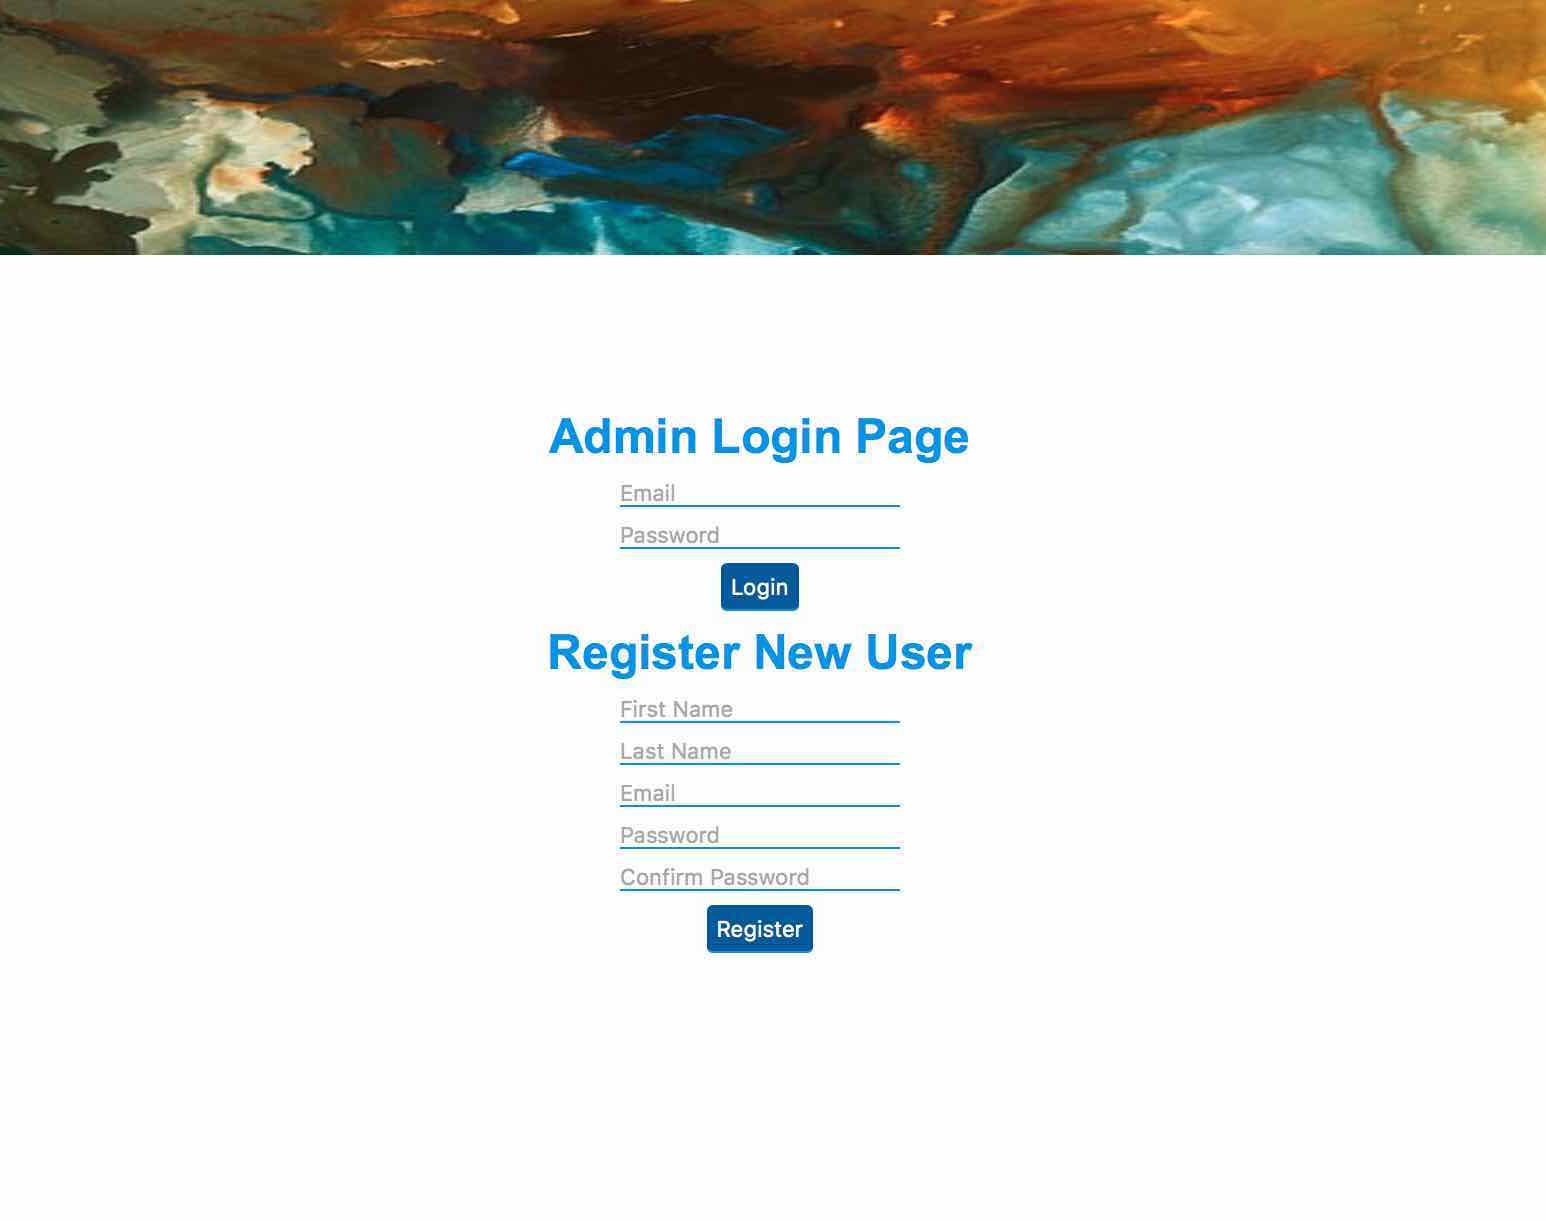 Admin Login Page
Email
Password
Login
Register New User
First Name
Last Name
Email
Password
Confirm Password
Register